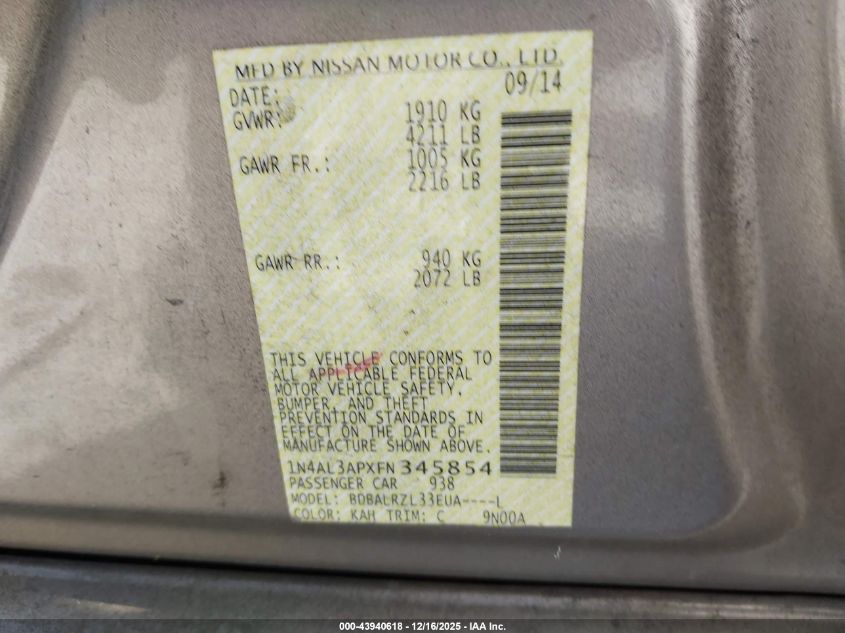 MFD BY NISSAN MOTOR CO., LTD.
DATE: 09/14
GVWR: 1910 KG
4211 LB
GAWR FR.: 1005 KG
2216 LB
GAWR RR.: 940 KG
2072 LB
THIS VEHICLE CONFORMS TO
ALL APPLICABLE FEDERAL
MOTOR VEHICLE SAFETY,
BUMPER, AND THEFT
PREVENTION STANDARDS IN
EFFECT ON THE DATE OF
MANUFACTURE SHOWN ABOVE.
1N4AL3APXFN345854
PASSENGER CAR 938
MODEL: BDBALRZL33EUA----L
COLOR: KAH TRIM: C 9N00A
000-43940618 - 12/16/2025 - IAA Inc.